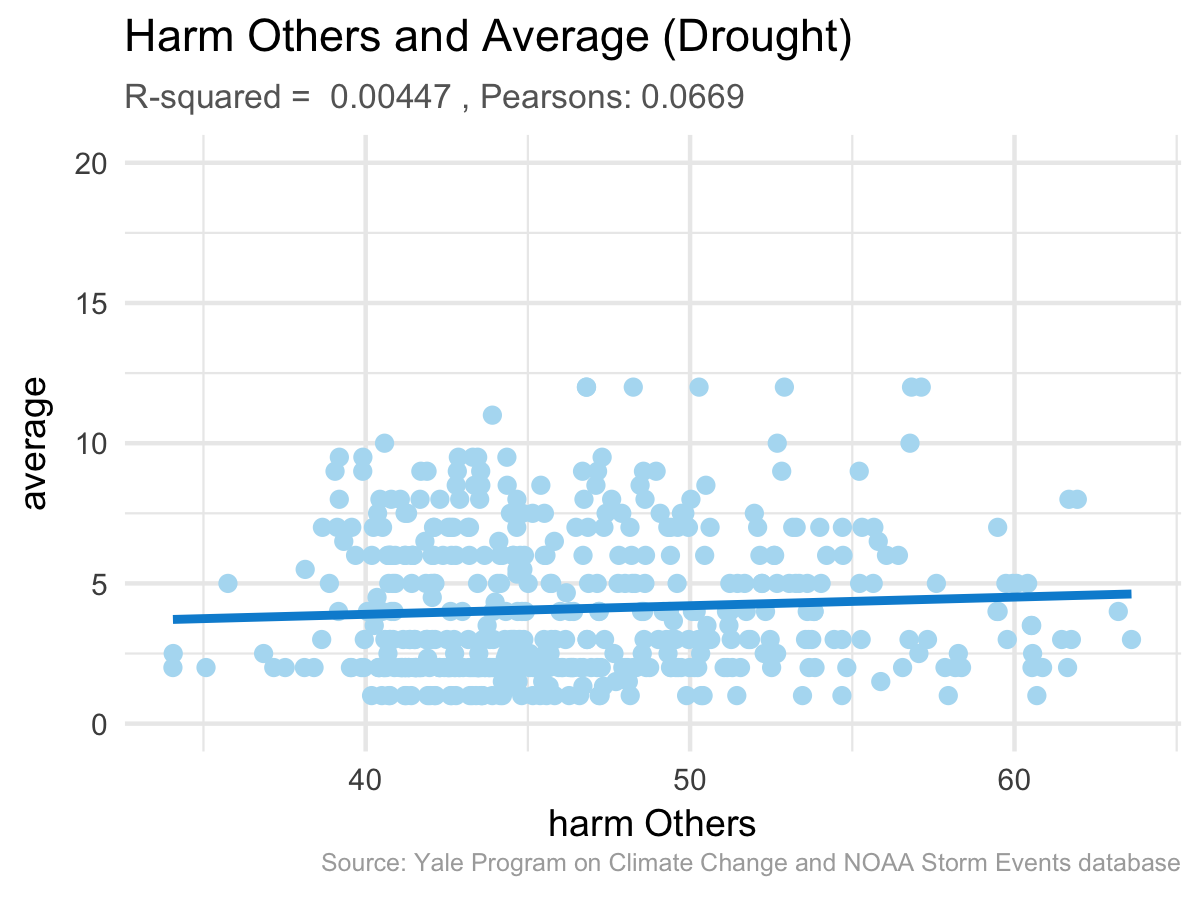 Harm Others and Average (Drought)
R-squared =  0.00447 , Pearsons: 0.0669
average
20
15
10
5
0
40 50 60
harm Others
Source: Yale Program on Climate Change and NOAA Storm Events database